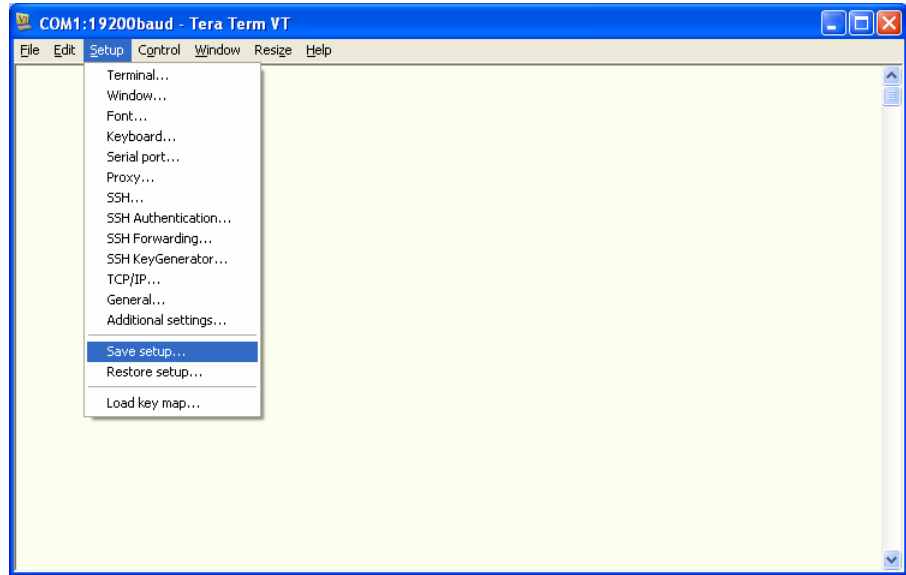 COM1:19200baud - Tera Term VT
File Edit Setup Control Window Resize Help
Terminal...
Window...
Font...
Keyboard...
Serial port...
Proxy...
SSH...
SSH Authentication...
SSH Forwarding...
SSH KeyGenerator...
TCP/IP...
General...
Additional settings...
Save setup...
Restore setup...
Load key map...